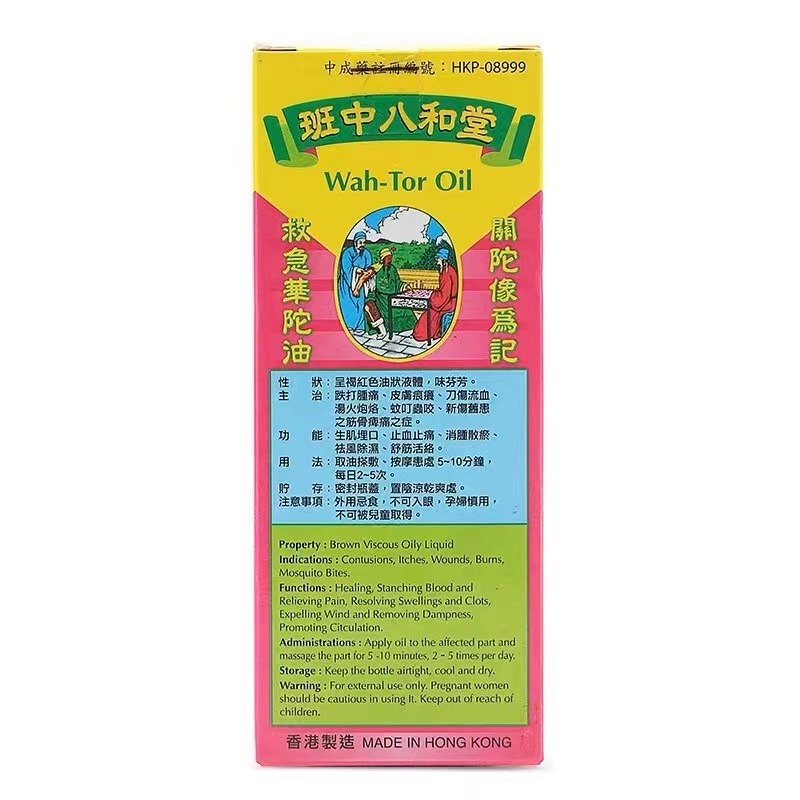 中成藥註冊編號：HKP-08999
班中八和堂
Wah-Tor Oil
救急華陀油
關陀像為記
性　　狀：呈褐紅色油狀液體，味芬芳。
主　　治：跌打腫痛、皮膚痕癢、刀傷流血、
湯火炮烙、蚊叮蟲咬、新傷舊患
之筋骨痺痛之症。
功　　能：生肌埋口、止血止痛、消腫散瘀、
祛風除濕、舒筋活絡。
用　　法：取油搽敷、按摩患處 5~10分鐘，
每日2~5次。
貯　　存：密封瓶蓋，置陰涼乾爽處。
注意事項：外用忌食，不可入眼，孕婦慎用，
不可被兒童取得。
Property : Brown Viscous Oily Liquid
Indications : Contusions, Itches, Wounds, Burns,
Mosquito Bites.
Functions : Healing, Stanching Blood and
Relieving Pain, Resolving Swellings and Clots,
Expelling Wind and Removing Dampness,
Promoting Citculation.
Administrations : Apply oil to the affected part and
massage the part for 5 -10 minutes, 2 - 5 times per day.
Storage : Keep the bottle airtight, cool and dry.
Warning : For external use only. Pregnant women
should be cautious in using It. Keep out of reach of
children.
香港製造 MADE IN HONG KONG